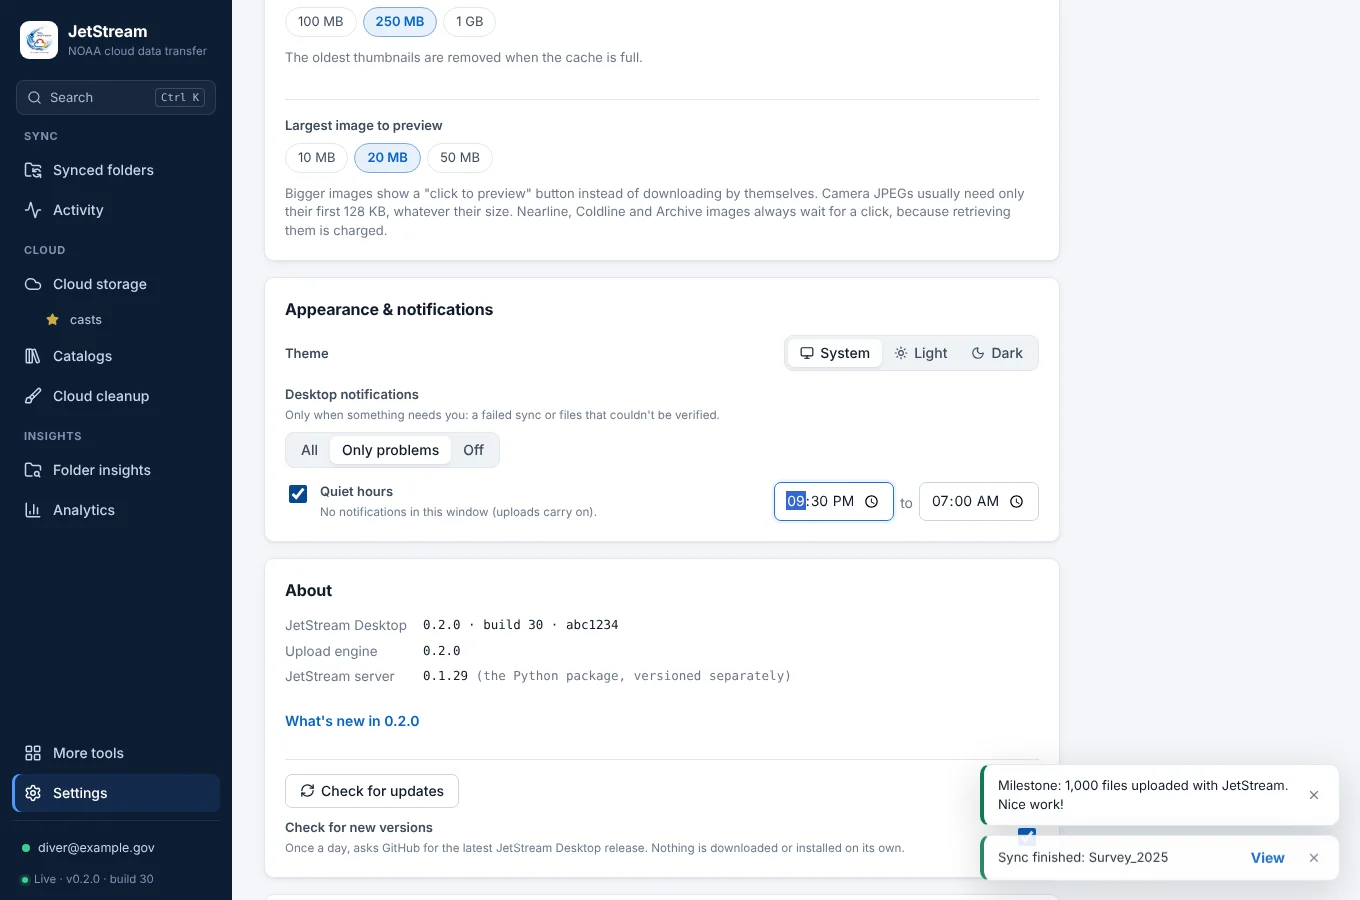 JetStream
NOAA cloud data transfer
Search
Ctrl K
SYNC
Synced folders
Activity
CLOUD
Cloud storage
casts
Catalogs
Cloud cleanup
INSIGHTS
Folder insights
Analytics
More tools
Settings
diver@example.gov
Live · v0.2.0 · build 30
100 MB
250 MB
1 GB
The oldest thumbnails are removed when the cache is full.
Largest image to preview
10 MB
20 MB
50 MB
Bigger images show a "click to preview" button instead of downloading by themselves. Camera JPEGs usually need only
their first 128 KB, whatever their size. Nearline, Coldline and Archive images always wait for a click, because retrieving
them is charged.
Appearance & notifications
Theme
System
Light
Dark
Desktop notifications
Only when something needs you: a failed sync or files that couldn't be verified.
All
Only problems
Off
Quiet hours
No notifications in this window (uploads carry on).
09:30 PM
to
07:00 AM
About
JetStream Desktop
0.2.0 · build 30 · abc1234
Upload engine
0.2.0
JetStream server
0.1.29 (the Python package, versioned separately)
What's new in 0.2.0
Check for updates
Check for new versions
Once a day, asks GitHub for the latest JetStream Desktop release. Nothing is downloaded or installed on its own.
Milestone: 1,000 files uploaded with JetStream.
Nice work!
Sync finished: Survey_2025
View